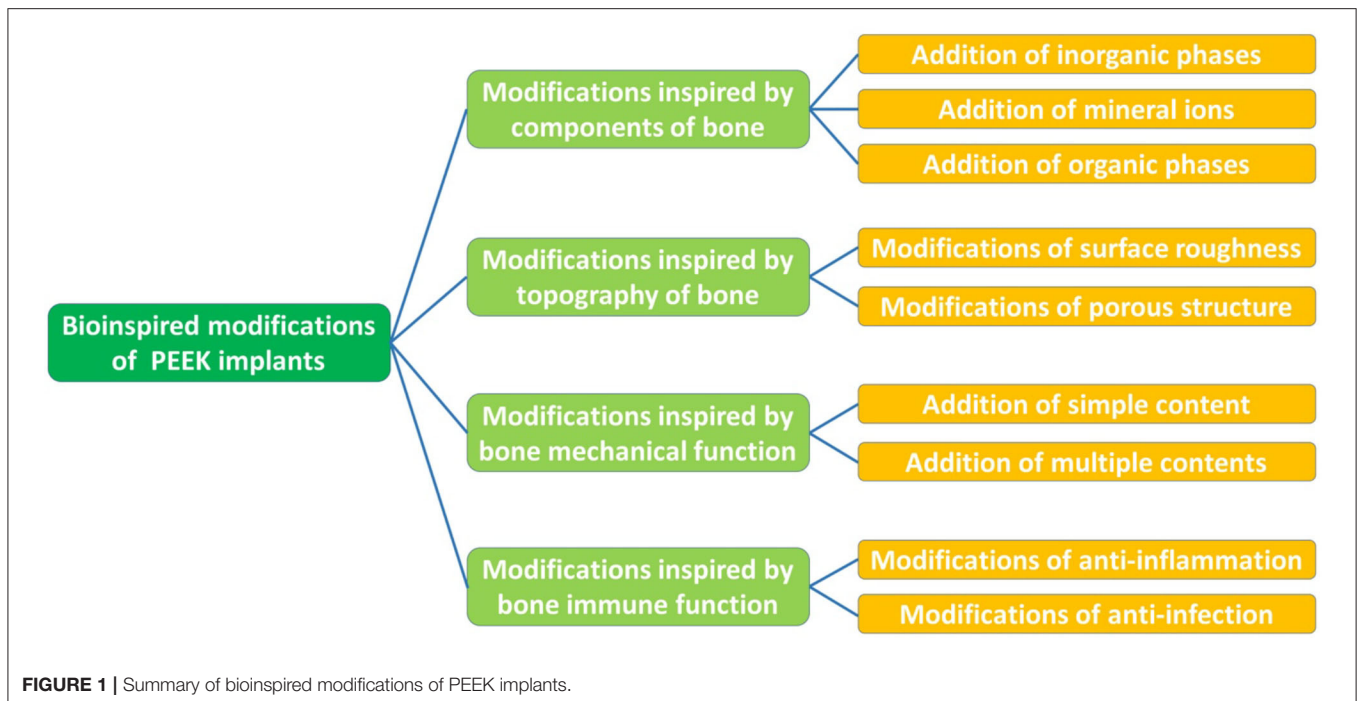 Bioinspired modifications
of PEEK implants
Modifications inspired by
components of bone
Addition of inorganic phases
Addition of mineral ions
Addition of organic phases
Modifications inspired by
topography of bone
Modifications of surface roughness
Modifications of porous structure
Modifications inspired by
bone mechanical function
Addition of simple content
Addition of multiple contents
Modifications inspired by
bone immune function
Modifications of anti-inflammation
Modifications of anti-infection
FIGURE 1 | Summary of bioinspired modifications of PEEK implants.